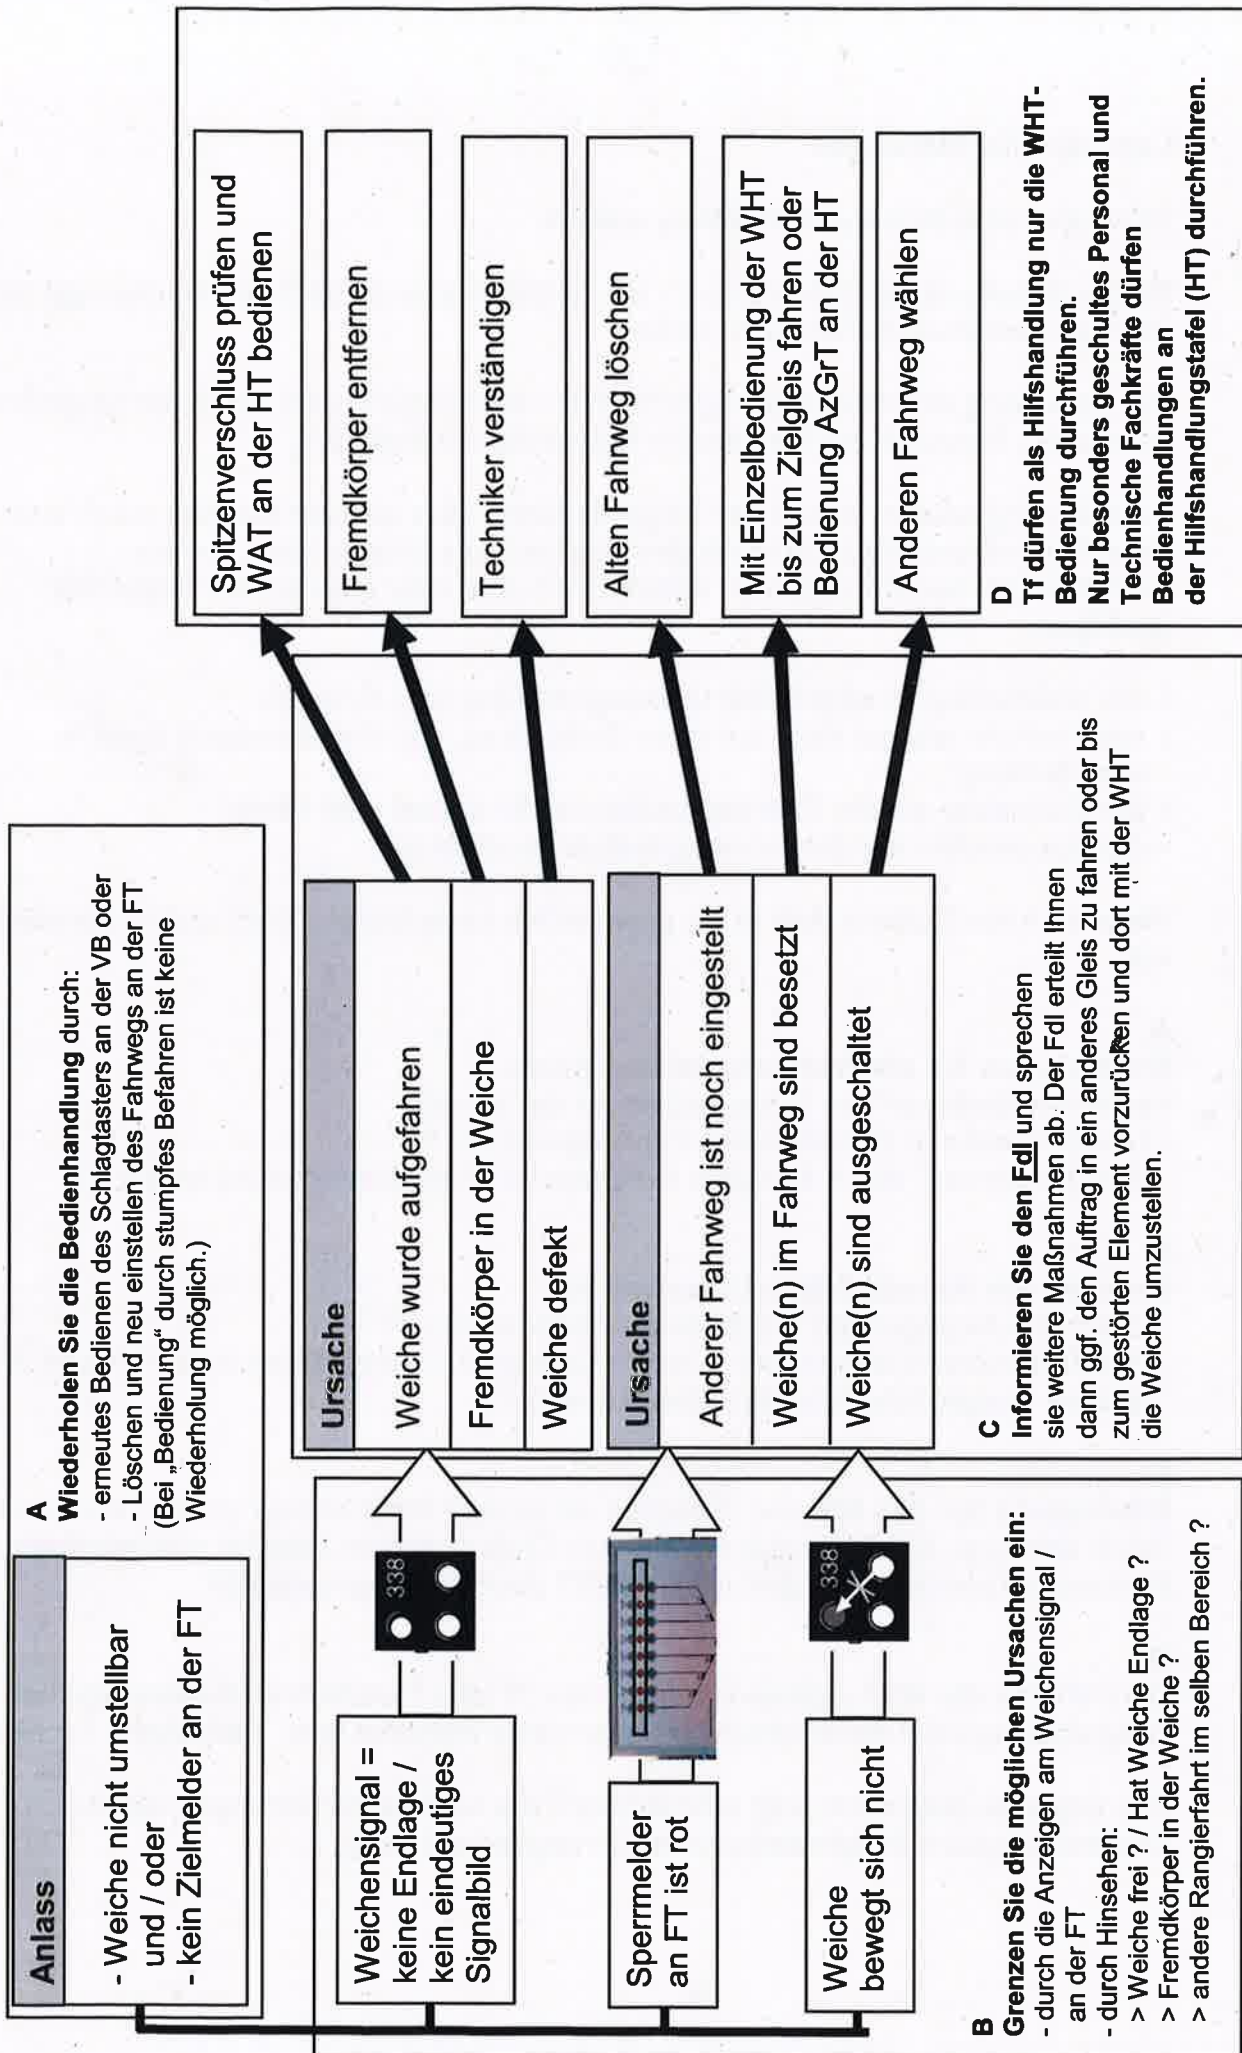 Anlass
- Weiche nicht umstellbar
und / oder
- kein Zielmelder an der FT
A
Wiederholen Sie die Bedienhandlung durch:
- erneutes Bedienen des Schlagtasters an der VB oder
- Löschen und neu einstellen des Fahrwegs an der FT
(Bei „Bedienung“ durch stumpfes Befahren ist keine
Wiederholung möglich.)
Weichensignal =
keine Endlage /
kein eindeutiges
Signalbild
338
Sperrmelder
an FT ist rot
Weiche
bewegt sich nicht
338
B
Grenzen Sie die möglichen Ursachen ein:
- durch die Anzeigen am Weichensignal /
an der FT
- durch Hinsehen:
> Weiche frei ? / Hat Weiche Endlage ?
> Fremdkörper in der Weiche ?
> andere Rangierfahrt im selben Bereich ?
Ursache
Weiche wurde aufgefahren
Fremdkörper in der Weiche
Weiche defekt
Ursache
Anderer Fahrweg ist noch eingestellt
Weiche(n) im Fahrweg sind besetzt
Weiche(n) sind ausgeschaltet
C
Informieren Sie den Fdl und sprechen
sie weitere Maßnahmen ab. Der Fdl erteilt Ihnen
dann ggf. den Auftrag in ein anderes Gleis zu fahren oder bis
zum gestörten Element vorzurücken und dort mit der WHT
die Weiche umzustellen.
Spitzenverschluss prüfen und
WAT an der HT bedienen
Fremdkörper entfernen
Techniker verständigen
Alten Fahrweg löschen
Mit Einzelbedienung der WHT
bis zum Zielgleis fahren oder
Bedienung AzGrT an der HT
Anderen Fahrweg wählen
D
Tf dürfen als Hilfshandlung nur die WHT-
Bedienung durchführen.
Nur besonders geschultes Personal und
Technische Fachkräfte dürfen
Bedienhandlungen an
der Hilfshandlungstafel (HT) durchführen.